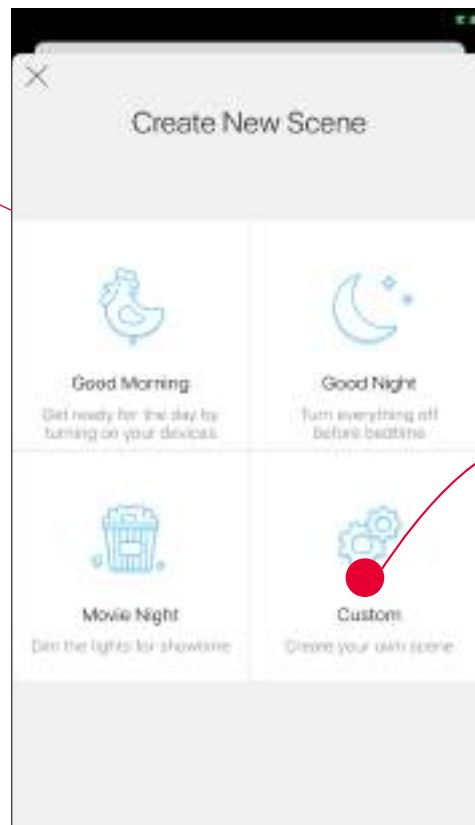 Create New Scene
Good Morning
Get ready for the day by
turning on your devices
Good Night
Turn everything off
before bedtime
Movie Night
Dim the lights for showtime
Custom
Create your own scene